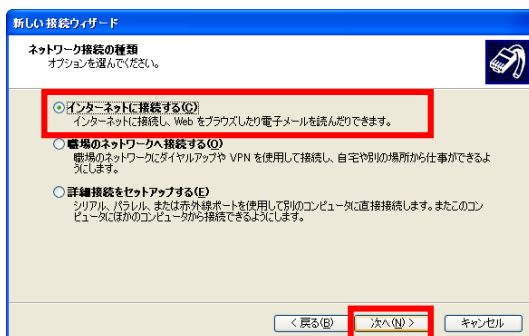 新しい接続ウィザード
ネットワーク接続の種類
オプションを選んでください。
インターネットに接続する(C)
インターネットに接続し、Web をブラウズしたり電子メールを読んだりできます。
職場のネットワークへ接続する(O)
職場のネットワークにダイヤルアップや VPN を使用して接続し、自宅や別の場所から仕事ができるよ
うにします。
詳細接続をセットアップする(E)
シリアル、パラレル、または赤外線ポートを使用して別のコンピュータに直接接続します。またこのコン
ピュータにほかのコンピュータから接続できるようにします。
< 戻る(B) 次へ(N) > キャンセル